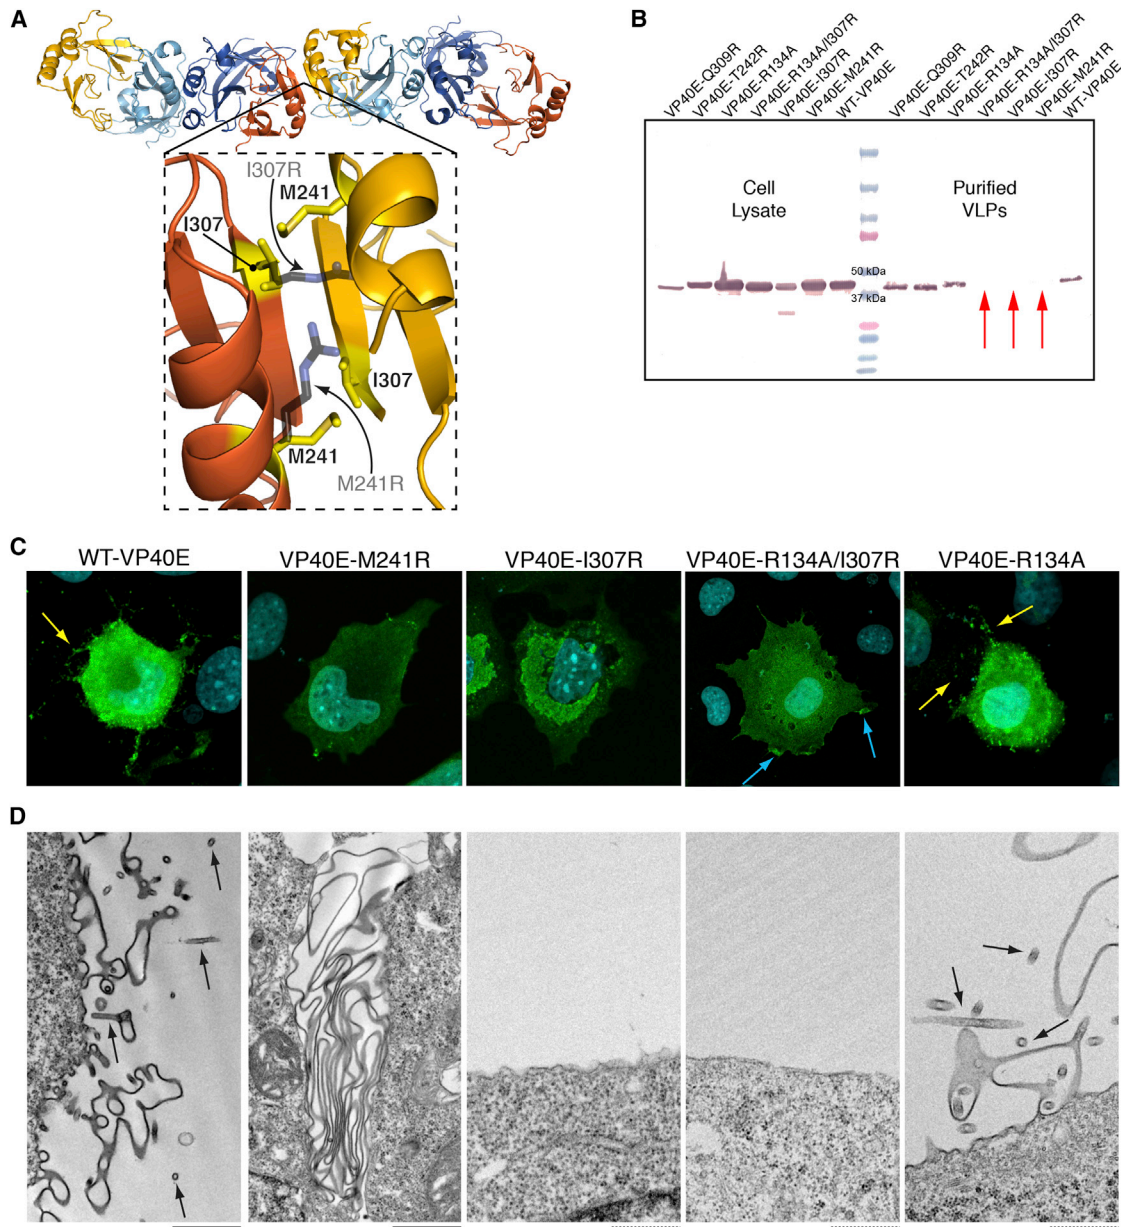 A
I307R
M241
I307
I307
M241
M241R
B
VP40E-Q309R
VP40E-T242R
VP40E-R134A
VP40E-R134A/I307R
VP40E-I307R
VP40E-M241R
WT-VP40E
VP40E-Q309R
VP40E-T242R
VP40E-R134A
VP40E-R134A/I307R
VP40E-I307R
VP40E-M241R
WT-VP40E
Cell
Lysate
Purified
VLPs
50 kDa
37 kDa
C
WT-VP40E
VP40E-M241R
VP40E-I307R
VP40E-R134A/I307R
VP40E-R134A
D